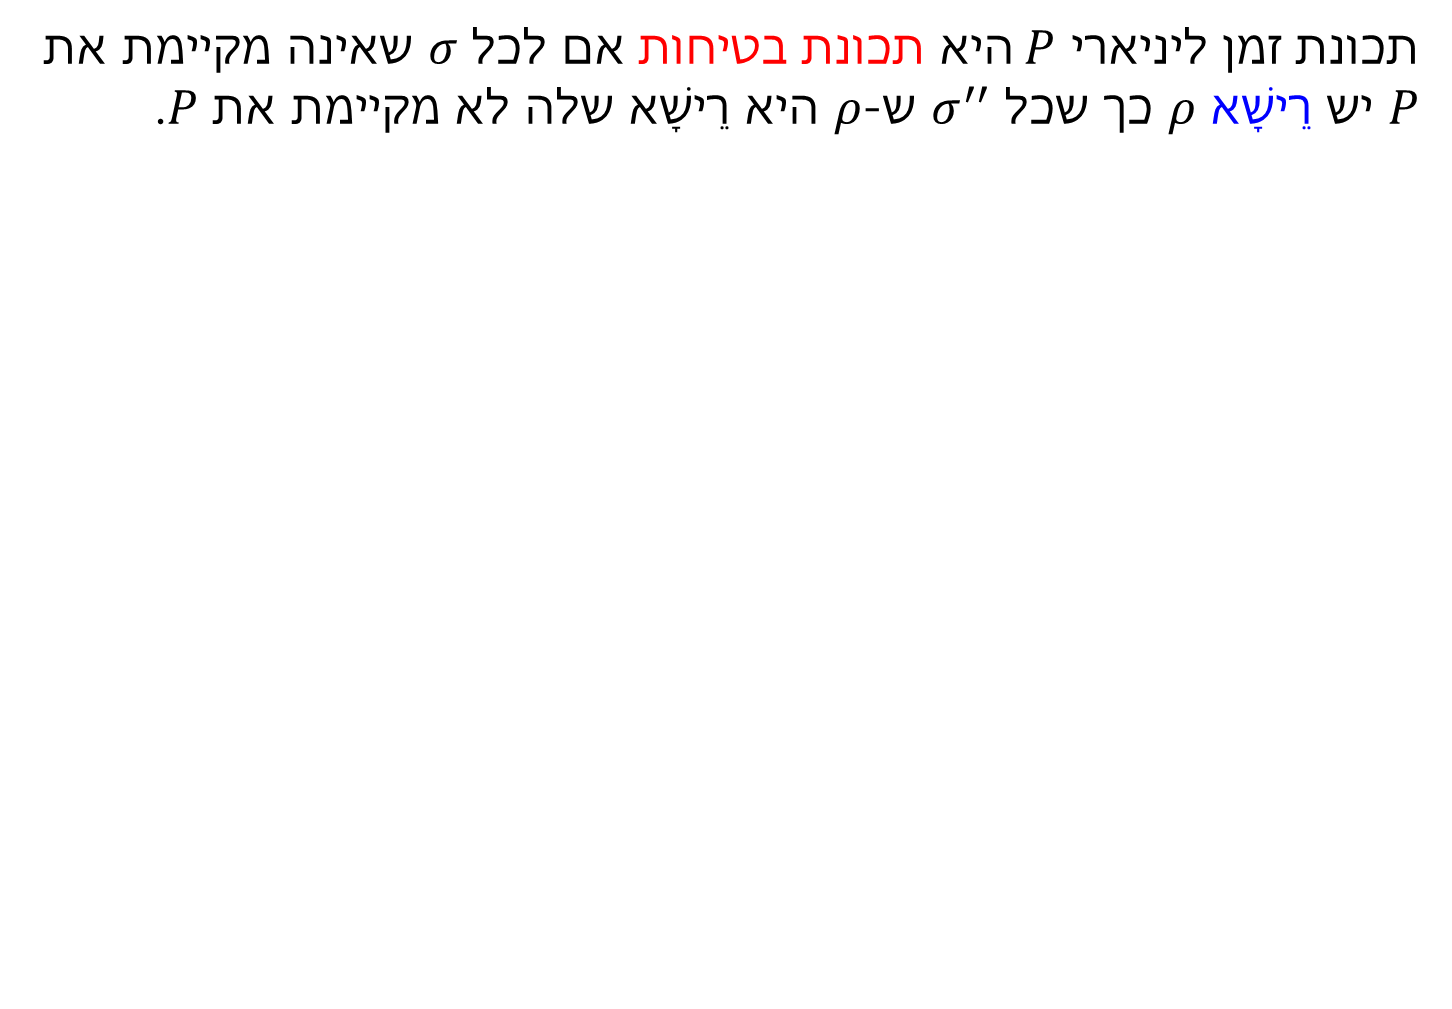 תכונת זמן ליניארי P היא תכונת בטיחות אם לכל σ שאינה מקיימת את
P יש רֵישָׁא ρ כך שכל σ′′ ש-ρ היא רֵישָׁא שלה לא מקיימת את P.